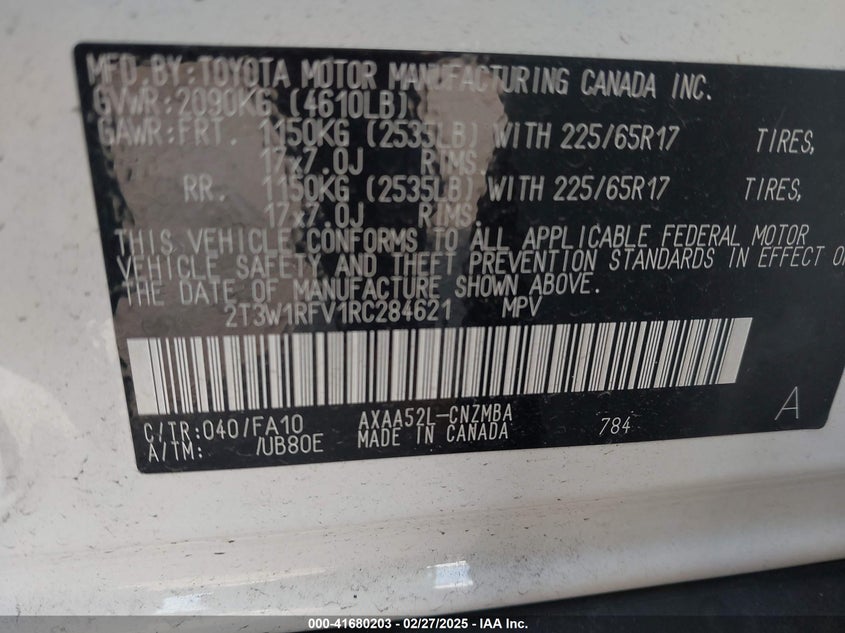 MFD. BY: TOYOTA MOTOR MANUFACTURING CANADA INC.
GVWR: 2090KG (4610LB)
GAWR: FRT. 1150KG (2535LB) WITH 225/65R17 TIRES,
17x7.0J RIMS
RR. 1150KG (2535LB) WITH 225/65R17 TIRES,
17x7.0J RIMS
THIS VEHICLE CONFORMS TO ALL APPLICABLE FEDERAL MOTOR
VEHICLE SAFETY AND THEFT PREVENTION STANDARDS IN EFFECT O
THE DATE OF MANUFACTURE SHOWN ABOVE.
2T3W1RFV1RC284621 MPV
C/TR: 040/FA10 AXAA52L-CNZMBA
A/TM: /UB80E MADE IN CANADA 784 A
000-41680203 - 02/27/2025 - IAA Inc.